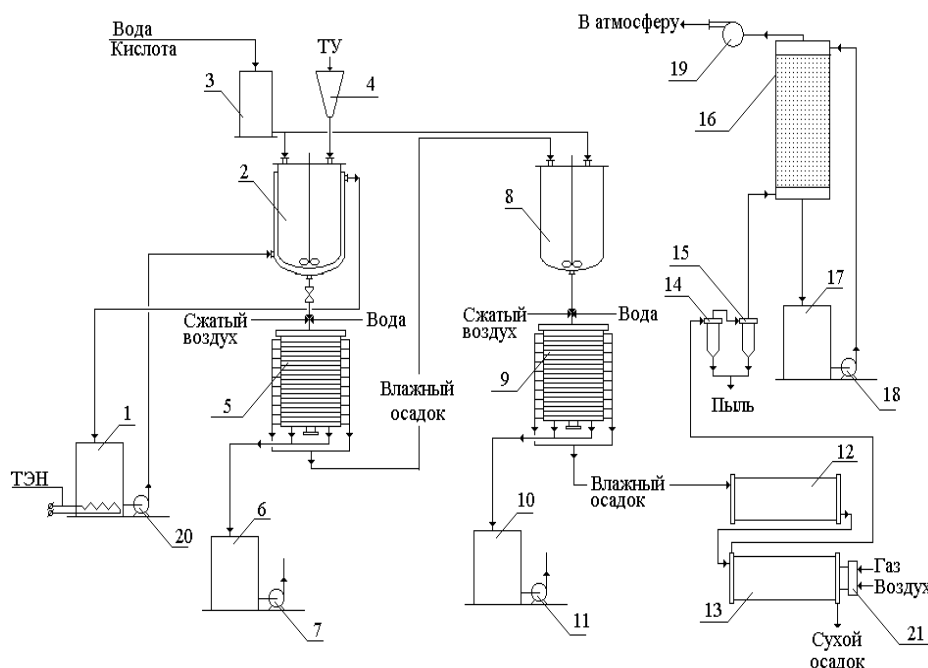 Вода
Кислота
ТУ
В атмосферу
19
3
4
16
2
8
15
14
17
Сжатый
воздух
Вода
Сжатый
воздух
Вода
5
9
Влажный
осадок
18
Пыль
1
12
ТЭН
Влажный
осадок
20
6
10
Газ
Воздух
13
7
11
21
Сухой
осадок